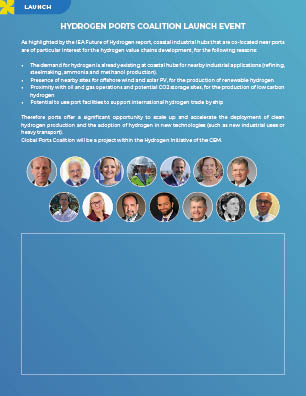 LAUNCH
HYDROGEN PORTS COALITION LAUNCH EVENT
As highlighted by the IEA Future of Hydrogen report, coastal industrial hubs that are co-located near ports
are of particular interest for the hydrogen value chains development, for the following reasons:
• The demand for hydrogen is already existing at coastal hubs for nearby industrial applications (refining,
steelmaking, ammonia and methanol production).
• Presence of nearby sites for offshore wind and solar PV, for the production of renewable hydrogen
• Proximity with oil and gas operations and potential CO2 storage sites, for the production of low carbon
hydrogen
• Potential to use port facilities to support international hydrogen trade by ship
Therefore ports offer a significant opportunity to scale up and accelerate the deployment of clean
hydrogen production and the adoption of hydrogen in new technologies (such as new industrial uses or
heavy transport).
Global Ports Coalition will be a project within the Hydrogen Initiative of the CEM.